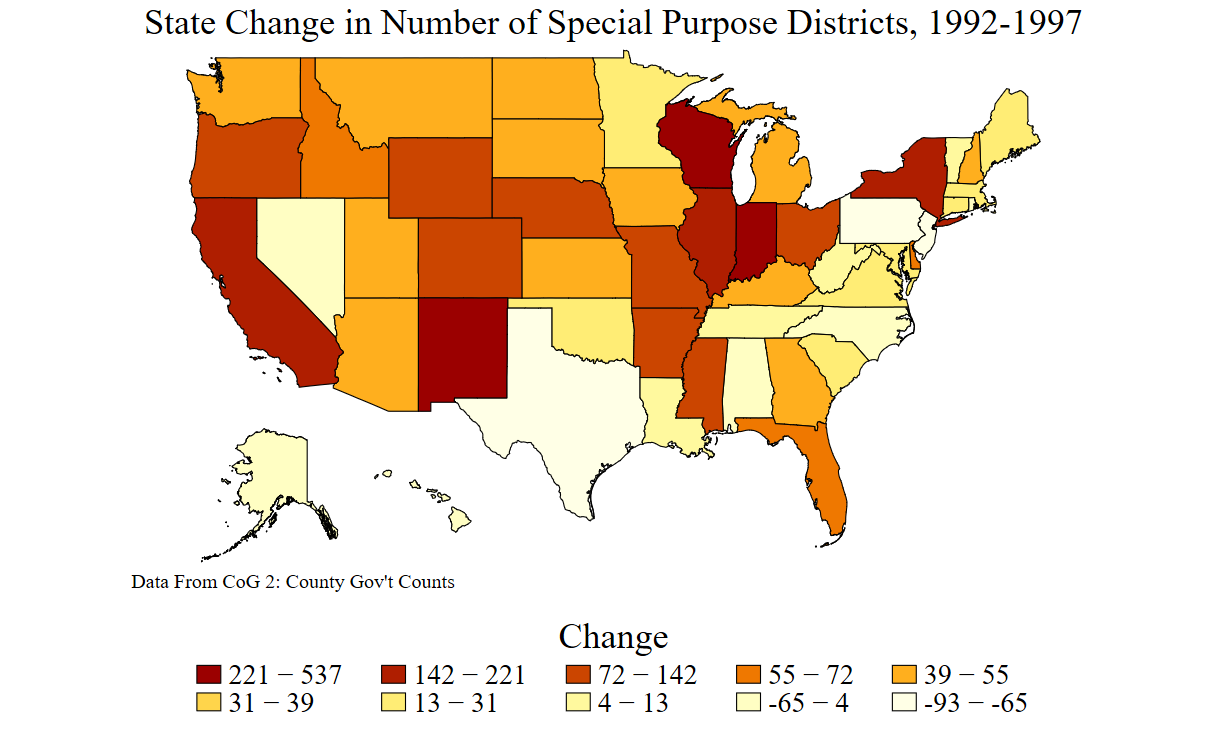 State Change in Number of Special Purpose Districts, 1992-1997
Data From CoG 2: County Gov't Counts
Change
221 − 537 142 − 221 72 − 142 55 − 72 39 − 55
31 − 39 13 − 31 4 − 13 -65 − 4 -93 − -65